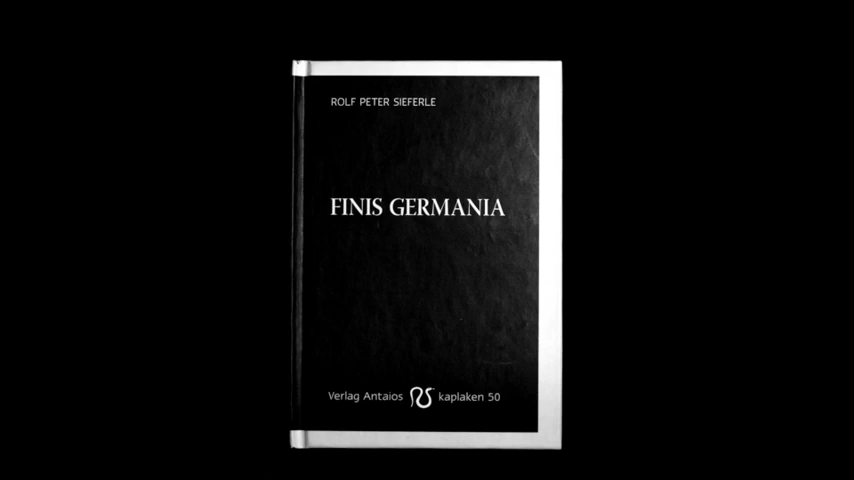 ROLF PETER SIEFERLE
FINIS GERMANIA
Verlag Antaios kaplaken 50